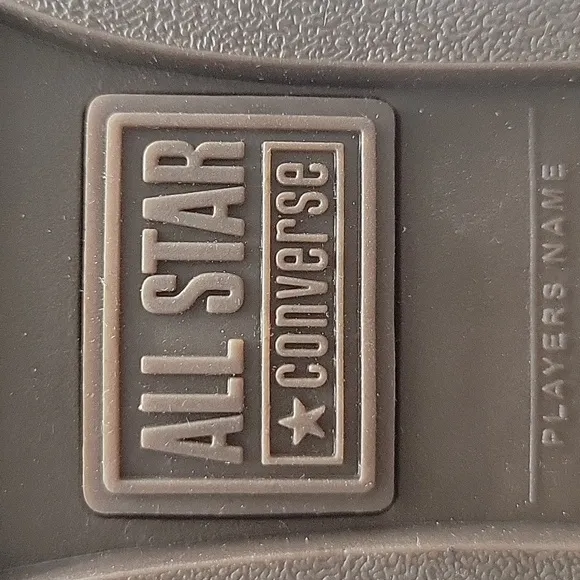 ALL STAR
★ converse
PLAYERS NAME